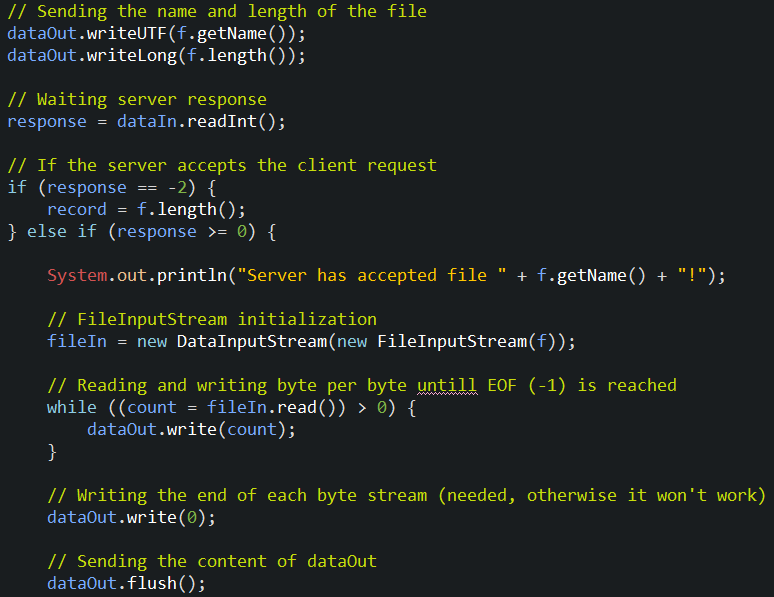 // Sending the name and length of the file
dataOut.writeUTF(f.getName());
dataOut.writeLong(f.length());
// Waiting server response
response = dataIn.readInt();
// If the server accepts the client request
if (response == -2) {
    record = f.length();
} else if (response >= 0) {
    System.out.println("Server has accepted file " + f.getName() + "!");
    // FileInputStream initialization
    fileIn = new DataInputStream(new FileInputStream(f));
    // Reading and writing byte per byte untill EOF (-1) is reached
    while ((count = fileIn.read()) > 0) {
        dataOut.write(count);
    }
    // Writing the end of each byte stream (needed, otherwise it won't work)
    dataOut.write(0);
    // Sending the content of dataOut
    dataOut.flush();